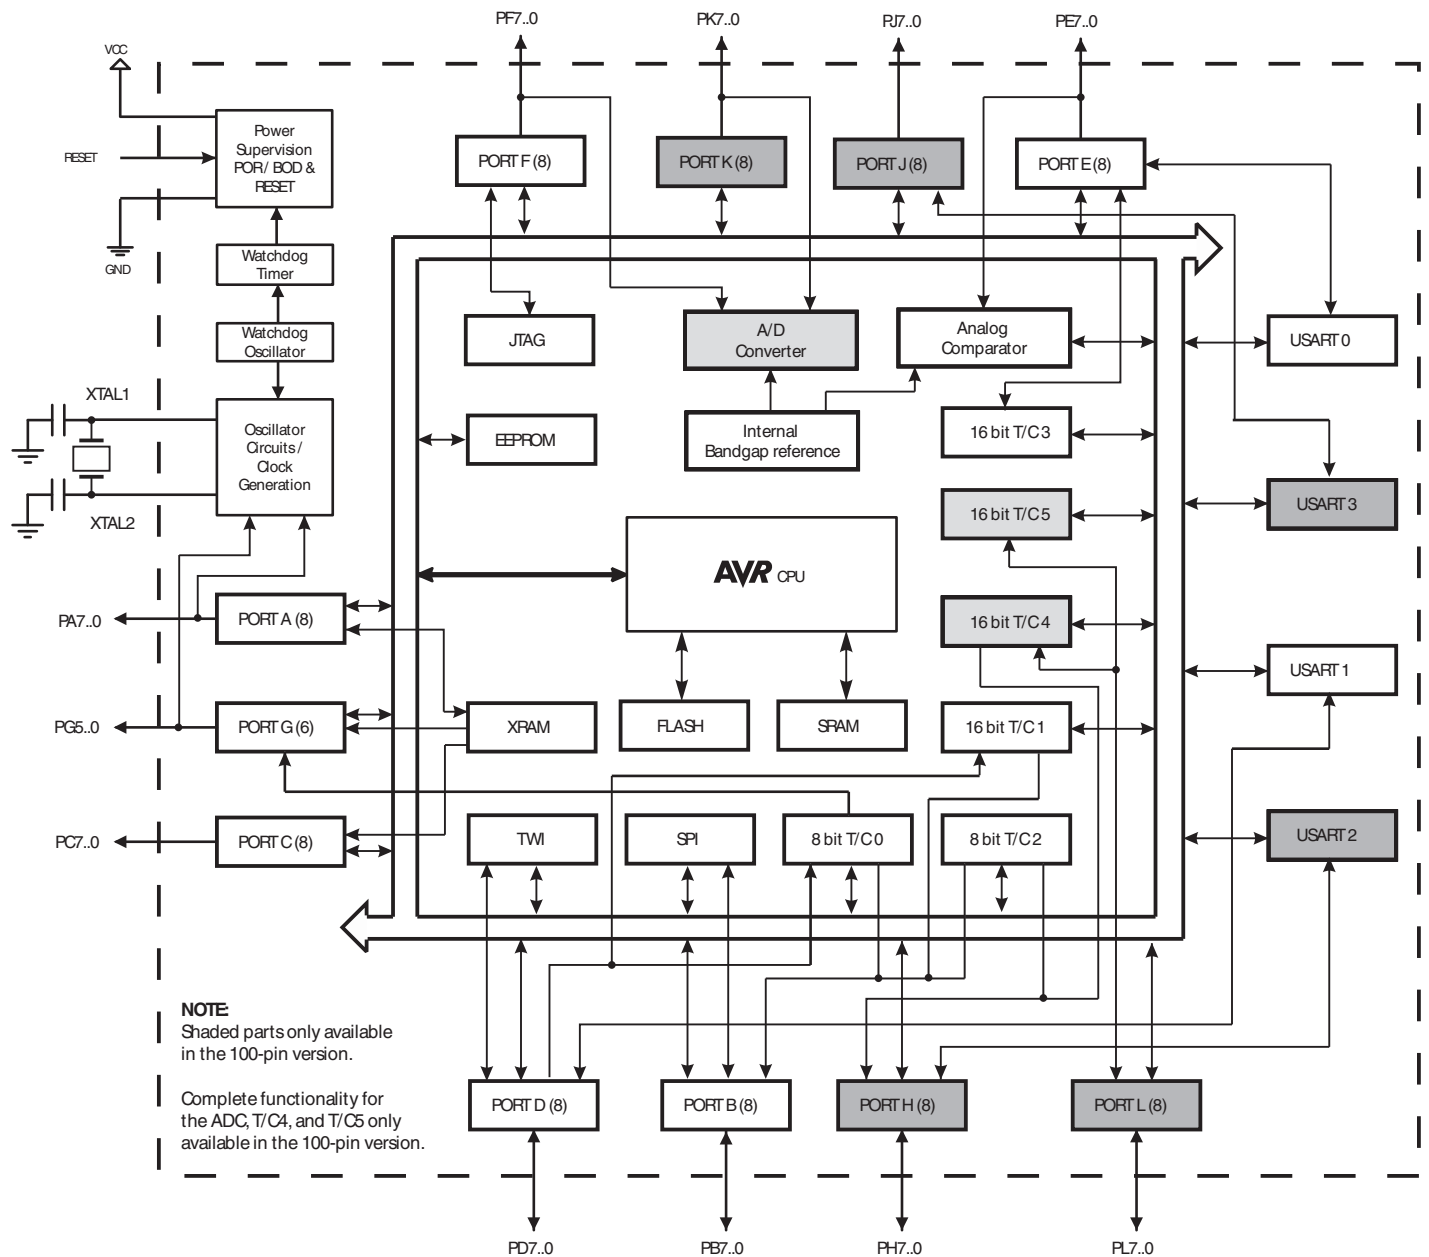 PF7..0
PK7..0
PJ7..0
PE7..0
VCC
RESET
GND
Power
Supervision
POR / BOD &
RESET
Watchdog
Timer
Watchdog
Oscillator
XTAL1
XTAL2
Oscillator
Circuits /
Clock
Generation
PORT F (8)
PORT K (8)
PORT J (8)
PORT E (8)
JTAG
A/D
Converter
Analog
Comparator
USART 0
EEPROM
Internal
Bandgap reference
16 bit T/C 3
USART 3
16 bit T/C 5
AVR CPU
PA7..0
PORT A (8)
16 bit T/C 4
USART 1
PG5..0
PORT G (6)
XRAM
FLASH
SRAM
16 bit T/C 1
PC7..0
PORT C (8)
TWI
SPI
8 bit T/C 0
8 bit T/C 2
USART 2
NOTE:
Shaded parts only available
in the 100-pin version.
Complete functionality for
the ADC, T/C4, and T/C5 only
available in the 100-pin version.
PORT D (8)
PORT B (8)
PORT H (8)
PORT L (8)
PD7..0
PB7..0
PH7..0
PL7..0